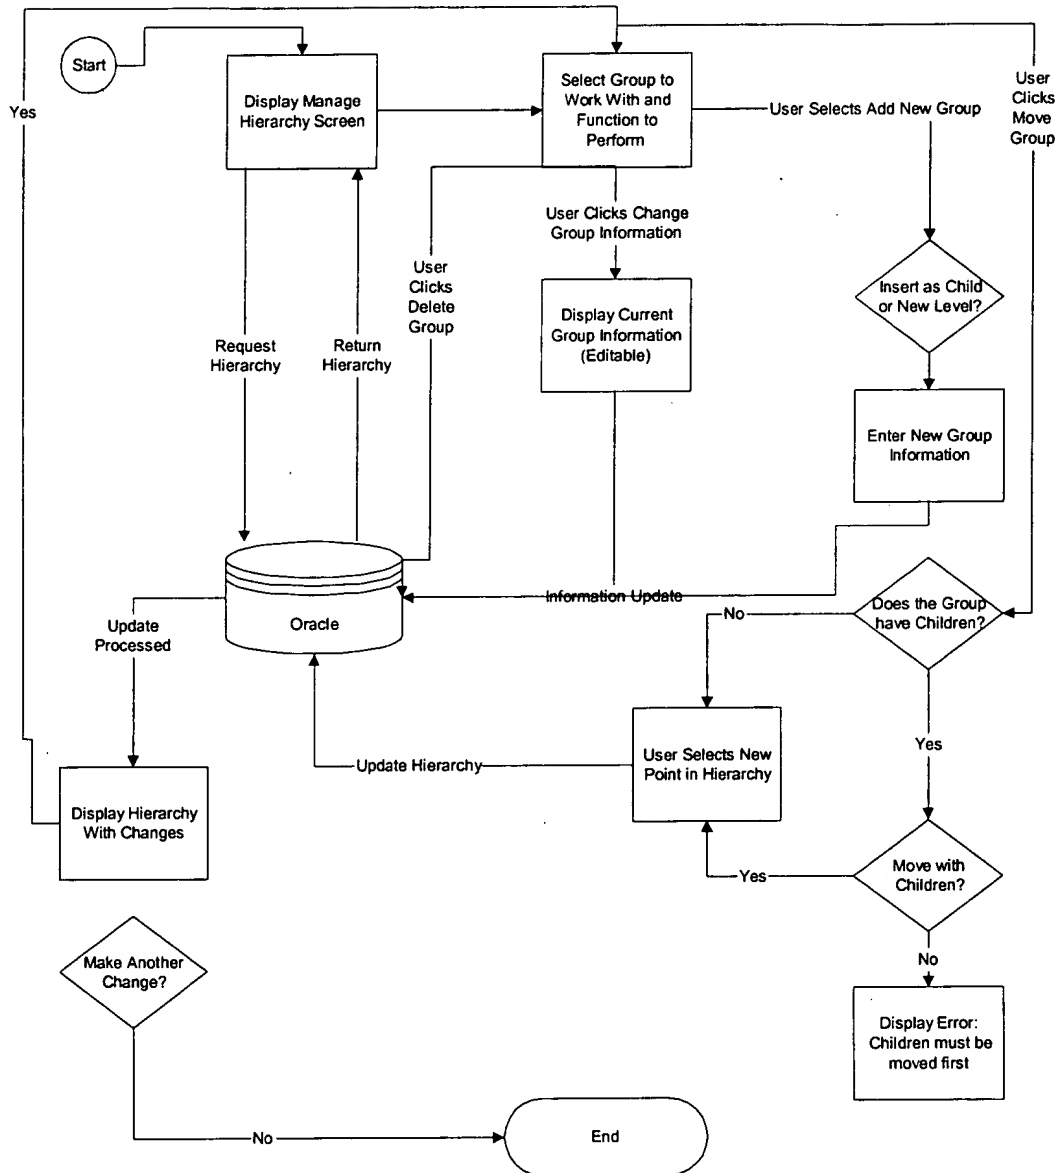 Start
Yes
Display Manage
Hierarchy Screen
Select Group to
Work With and
Function to
Perform
User Selects Add New Group
User
Clicks
Move
Group
User Clicks Change
Group Information
User
Clicks
Delete
Group
Insert as Child
or New Level?
Display Current
Group Information
(Editable)
Request
Hierarchy
Return
Hierarchy
Enter New Group
Information
Information Update
Oracle
Does the Group
have Children?
No
Update
Processed
Yes
User Selects New
Point in Hierarchy
Update Hierarchy
Display Hierarchy
With Changes
Move with
Children?
Yes
No
Make Another
Change?
Display Error:
Children must be
moved first
No
End